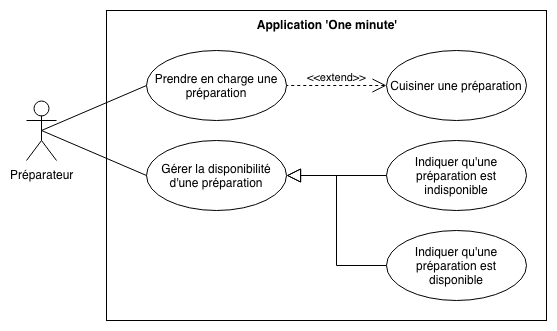 Application 'One minute'
Prendre en charge une
préparation
<<extend>>
Cuisiner une préparation
Préparateur
Gérer la disponibilité
d'une préparation
Indiquer qu'une
préparation est
indisponible
Indiquer qu'une
préparation est
disponible